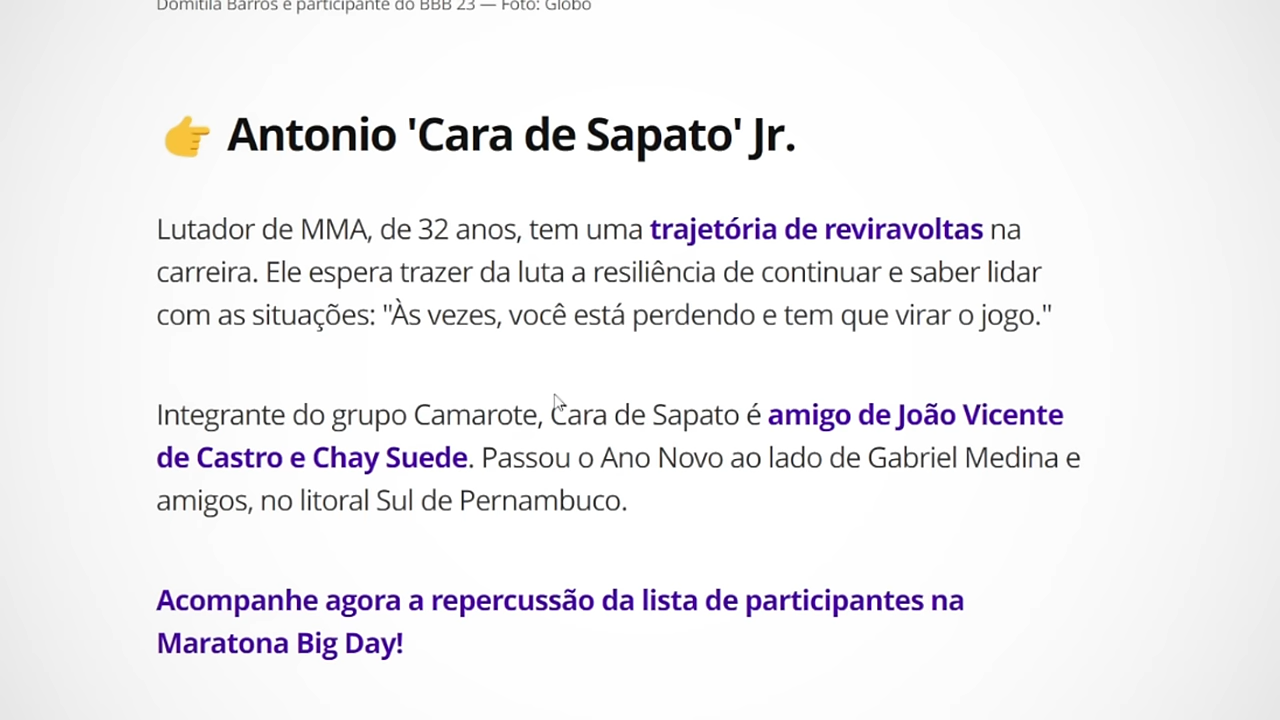 Domitila Barros é participante do BBB 23 — Foto: Globo
👉 Antonio 'Cara de Sapato' Jr.
Lutador de MMA, de 32 anos, tem uma trajetória de reviravoltas na
carreira. Ele espera trazer da luta a resiliência de continuar e saber lidar
com as situações: "Às vezes, você está perdendo e tem que virar o jogo."
Integrante do grupo Camarote, Cara de Sapato é amigo de João Vicente
de Castro e Chay Suede. Passou o Ano Novo ao lado de Gabriel Medina e
amigos, no litoral Sul de Pernambuco.
Acompanhe agora a repercussão da lista de participantes na
Maratona Big Day!